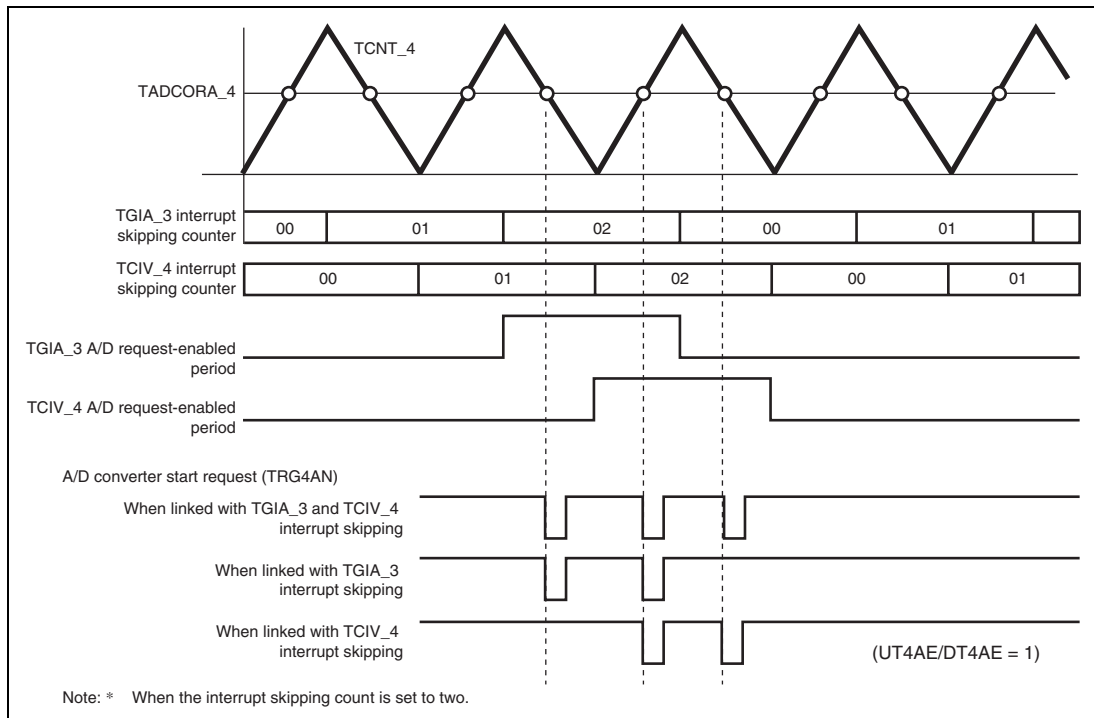 TCNT_4
TADCORA_4
TGIA_3 interrupt
skipping counter
00
01
02
00
01
TCIV_4 interrupt
skipping counter
00
01
02
00
01
TGIA_3 A/D request-enabled
period
TCIV_4 A/D request-enabled
period
A/D converter start request (TRG4AN)
When linked with TGIA_3 and TCIV_4
interrupt skipping
When linked with TGIA_3
interrupt skipping
When linked with TCIV_4
interrupt skipping
(UT4AE/DT4AE = 1)
Note: * When the interrupt skipping count is set to two.